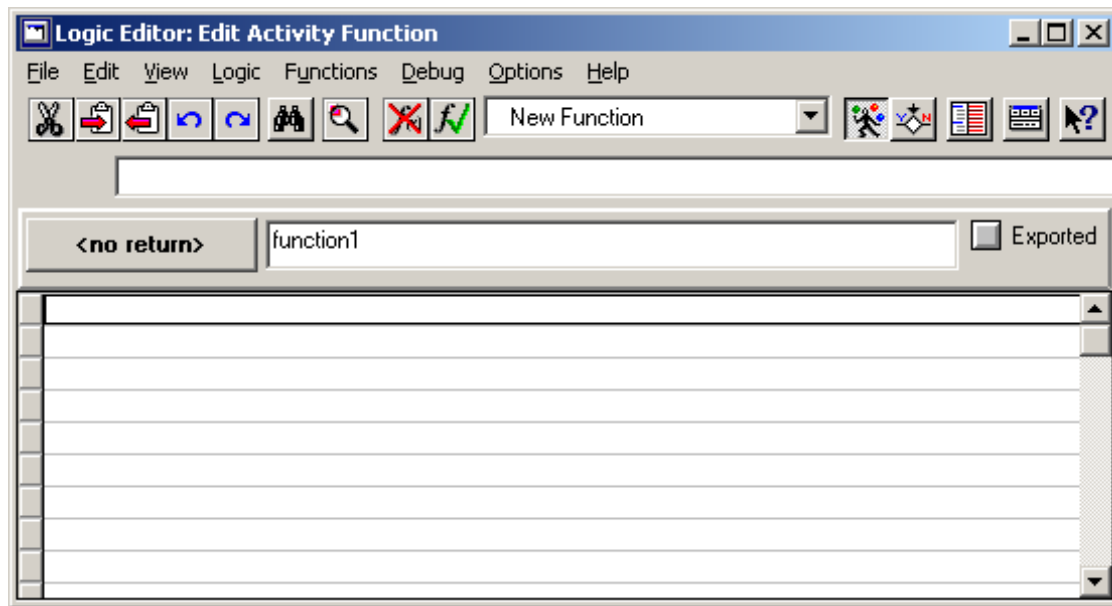 Logic Editor: Edit Activity Function
File Edit View Logic Functions Debug Options Help
New Function
<no return> function1 Exported